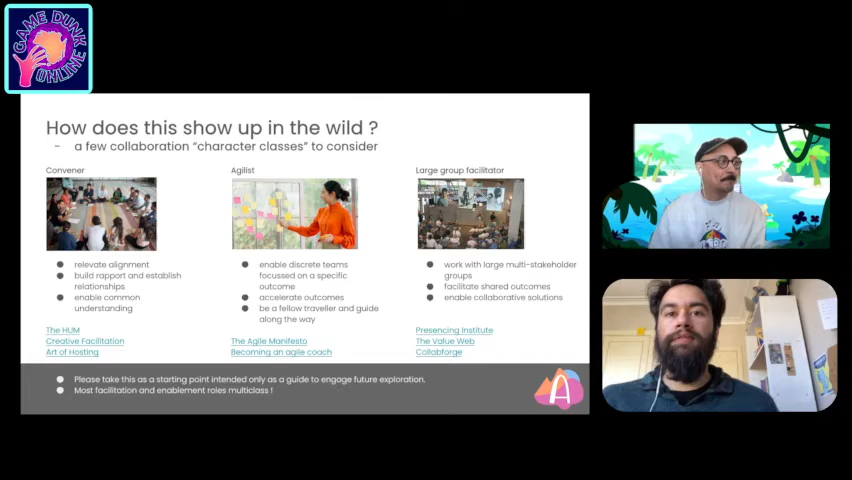 GAME DUNK
ONLINE
How does this show up in the wild ?
- a few collaboration “character classes” to consider
Convener
● relevate alignment
● build rapport and establish
relationships
● enable common
understanding
The HUM
Creative Facilitation
Art of Hosting
Agilist
● enable discrete teams
focussed on a specific
outcome
● accelerate outcomes
● be a fellow traveller and guide
along the way
The Agile Manifesto
Becoming an agile coach
Large group facilitator
● work with large multi-stakeholder
groups
● facilitate shared outcomes
● enable collaborative solutions
Presencing Institute
The Value Web
Collabforge
● Please take this as a starting point intended only as a guide to engage future exploration.
● Most facilitation and enablement roles multiclass !
A